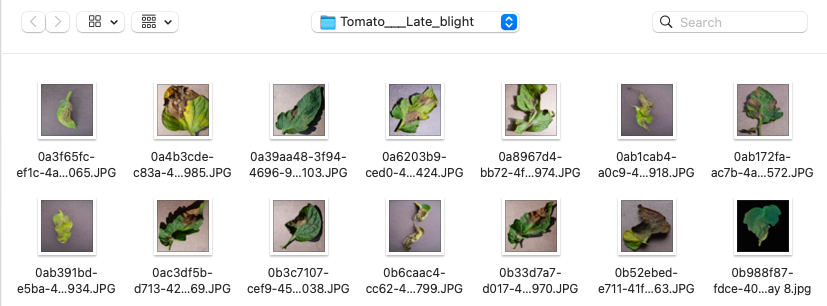 Tomato___Late_blight
Search
0a3f65fc-
ef1c-4a...065.JPG
0a4b3cde-
c83a-4...985.JPG
0a39aa48-3f94-
4696-9...103.JPG
0a6203b9-
ced0-4...424.JPG
0a8967d4-
bb72-4f...974.JPG
0ab1cab4-
a0c9-4...918.JPG
0ab172fa-
ac7b-4a...572.JPG
0ab391bd-
e5ba-4...934.JPG
0ac3df5b-
d713-42...69.JPG
0b3c7107-
cef9-45...038.JPG
0b6caac4-
cc62-4...799.JPG
0b33d7a7-
d017-4...970.JPG
0b52ebed-
e711-41f...63.JPG
0b988f87-
fdce-40...ay 8.jpg